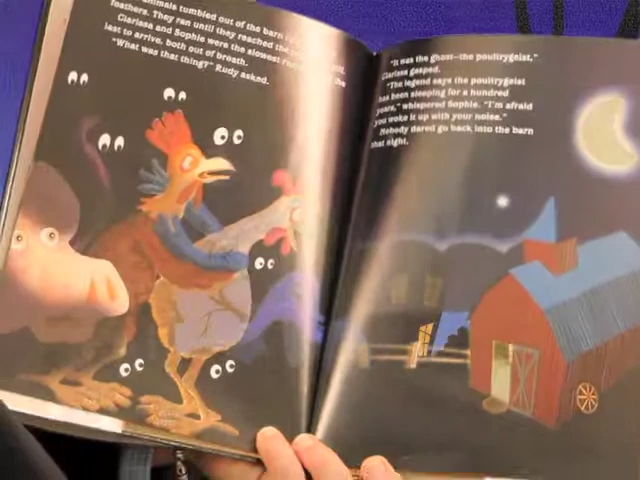 animals tumbled out of the barn
feathers. They ran until they reached the
Clarissa and Sophie were the slowest
the
last to arrive, both out of breath.
"What was that thing?" Rudy asked.
"It was the ghost—the poultrygeist,"
Clarissa gasped.
"The legend says the poultrygeist
has been sleeping for a hundred
years," whispered Sophie. "I'm afraid
you woke it up with your noise."
Nobody dared go back into the barn
that night.